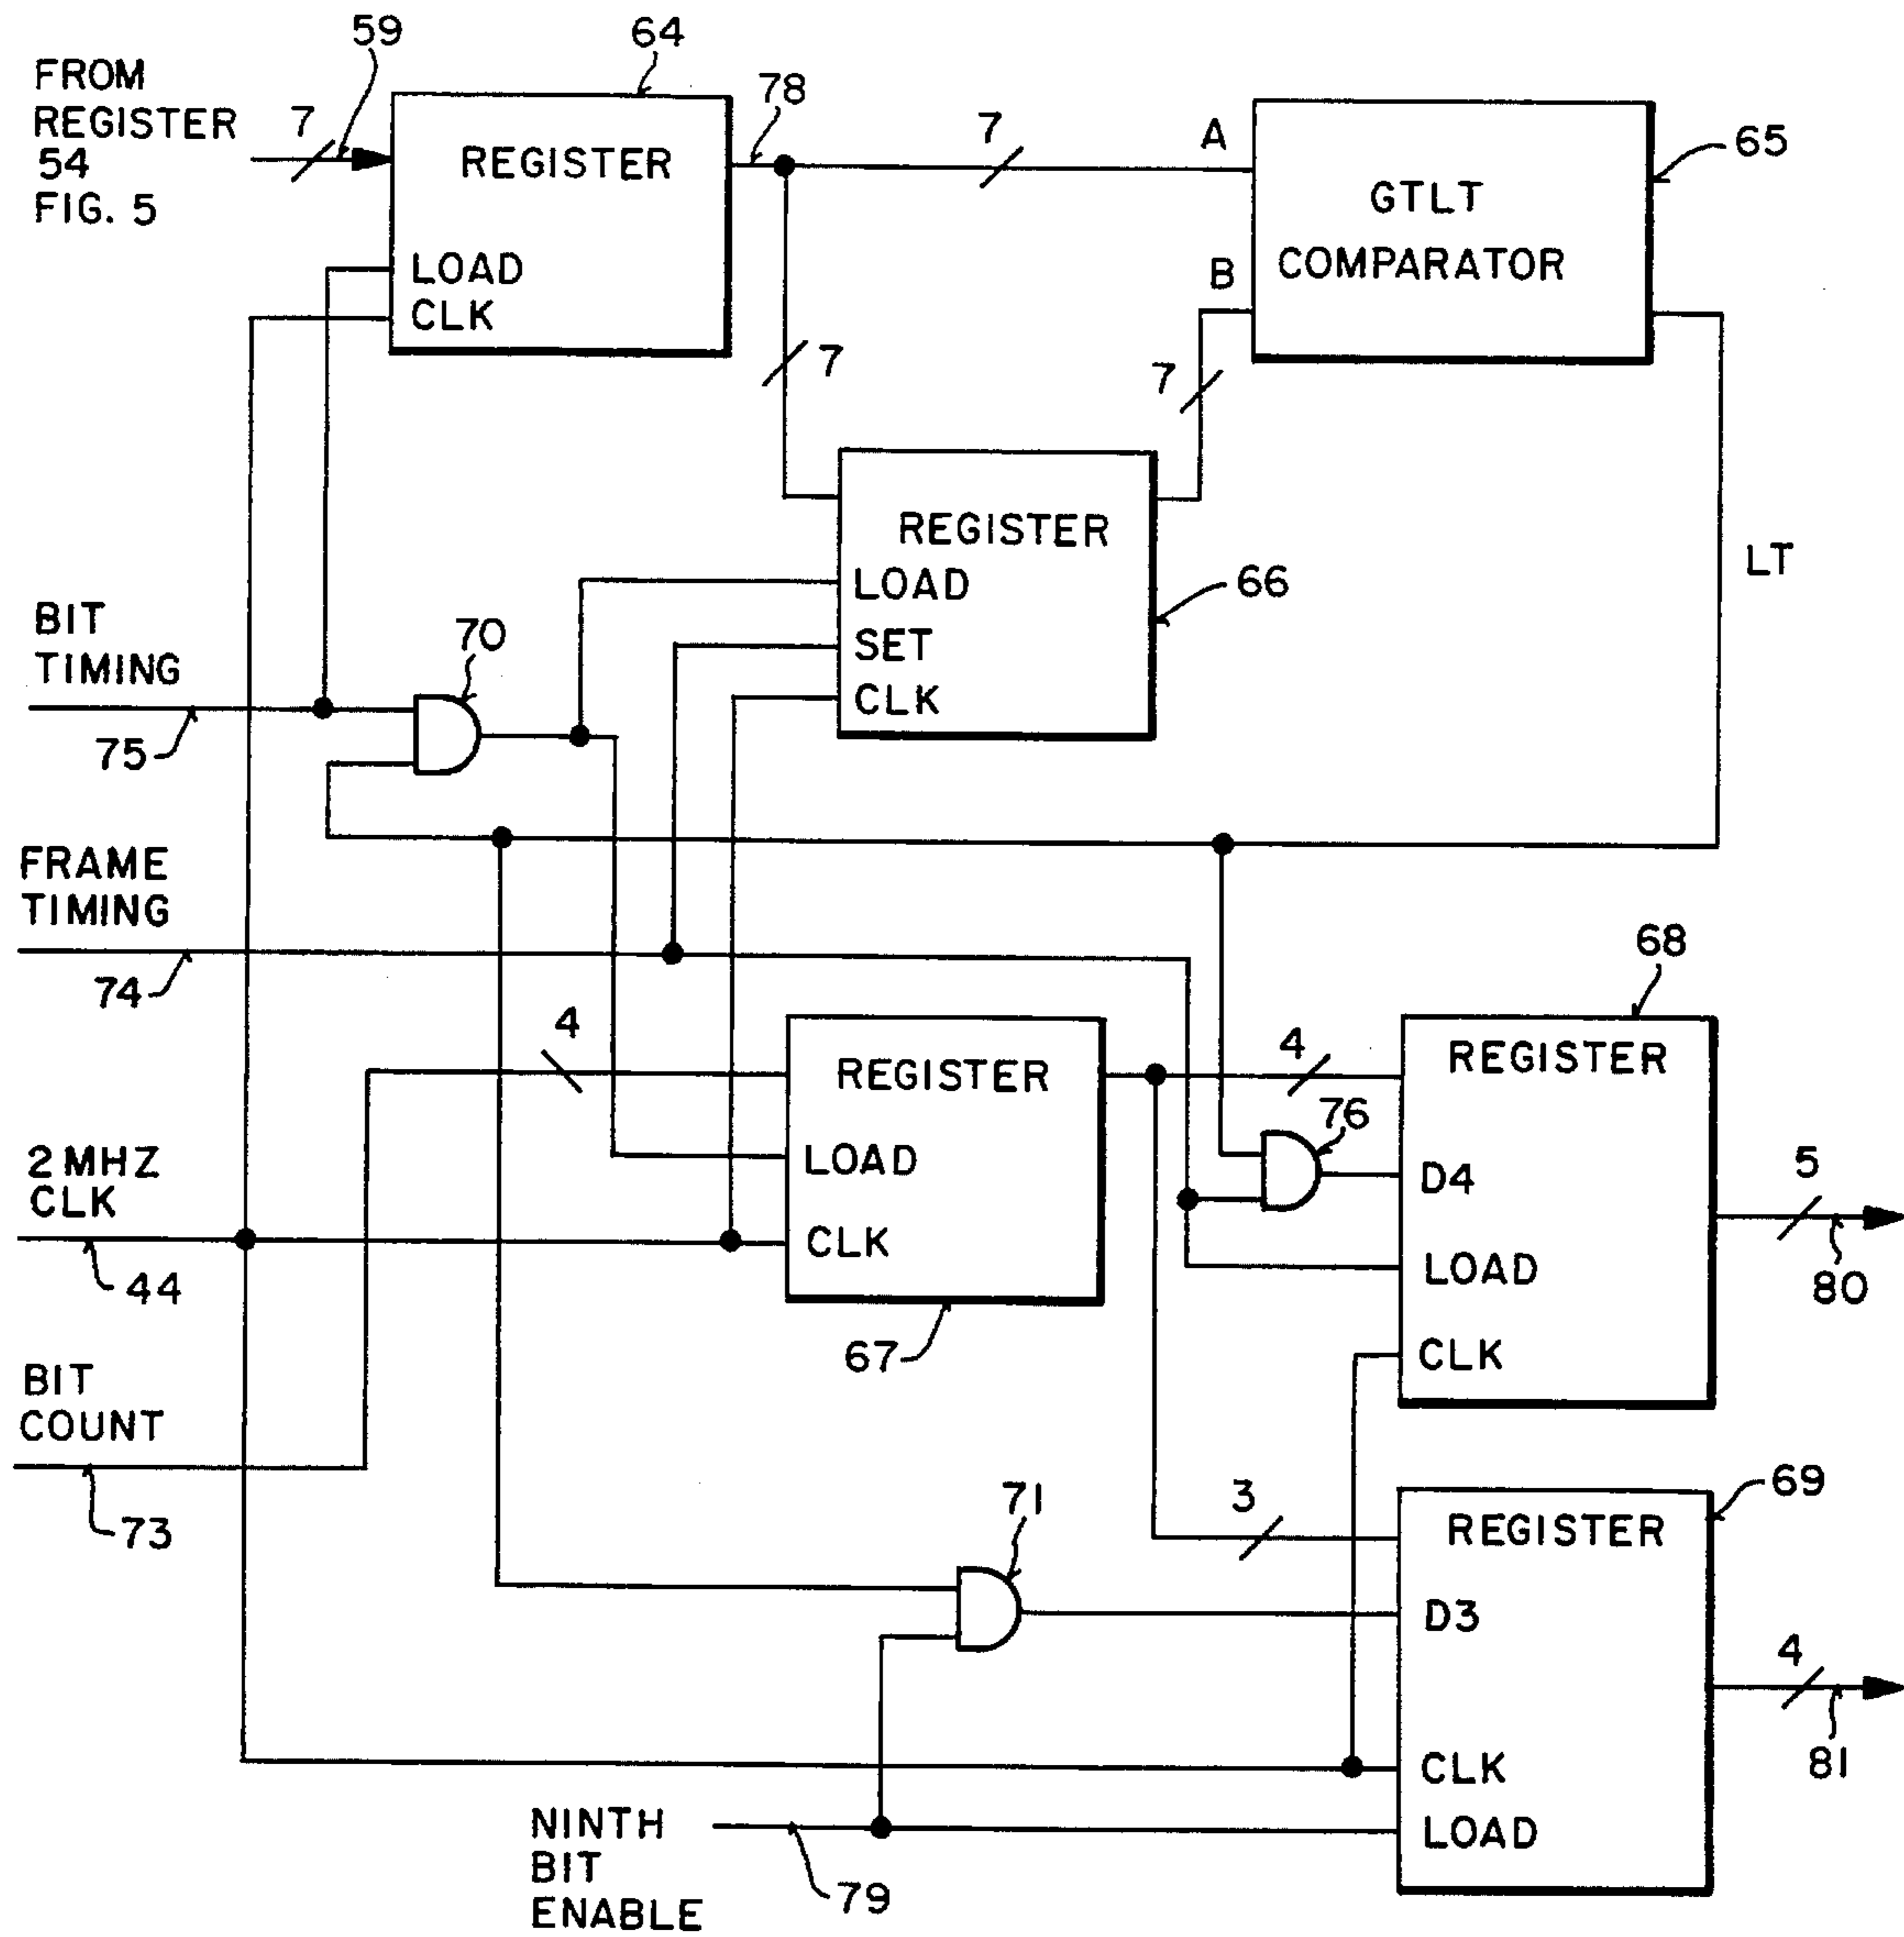 59
64
FROM
REGISTER
54
FIG. 5
7
78
7
A
65
REGISTER
GTLT
COMPARATOR
B
LOAD
CLK
7
7
REGISTER
LOAD
SET
CLK
66
LT
BIT
TIMING
75
70
FRAME
TIMING
74
68
4
REGISTER
LOAD
CLK
67
4
REGISTER
76
D4
LOAD
CLK
5
80
2MHZ
CLK
44
BIT
COUNT
73
71
3
69
REGISTER
D3
CLK
LOAD
4
81
NINTH
BIT
ENABLE
79